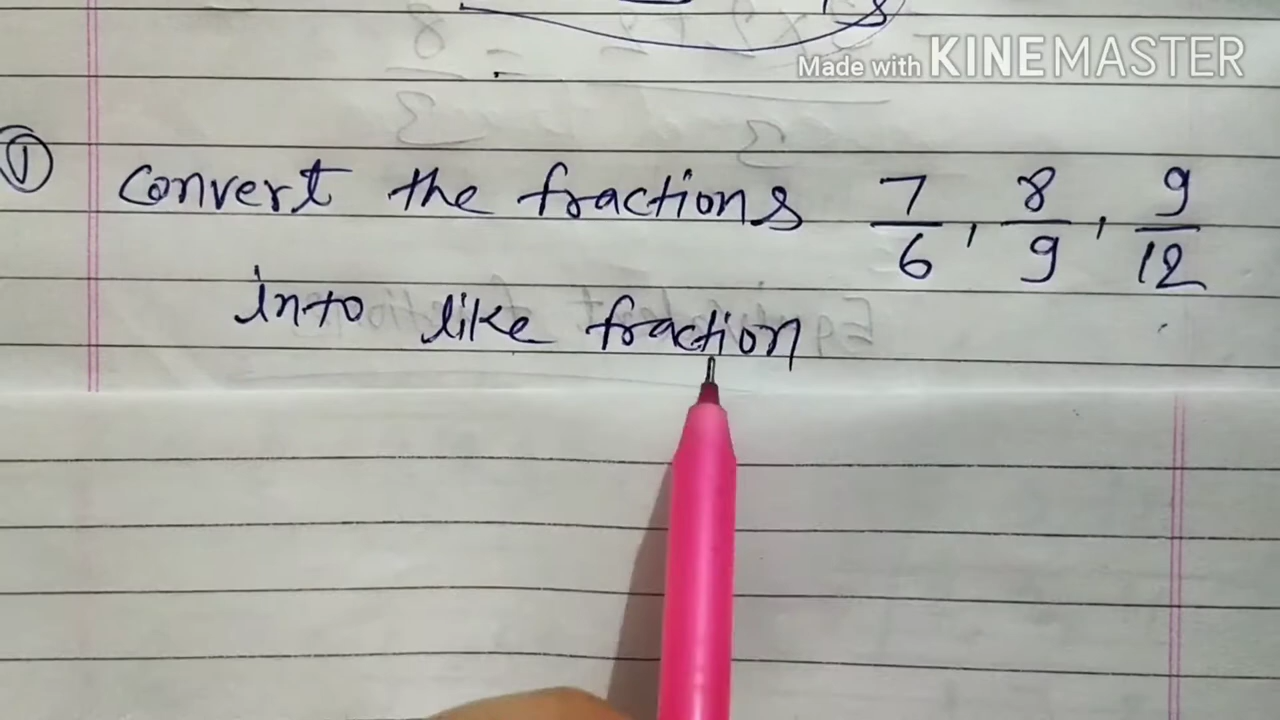 Made with KINEMASTER
① Convert the fractions 7/6, 8/9, 9/12
into like fraction